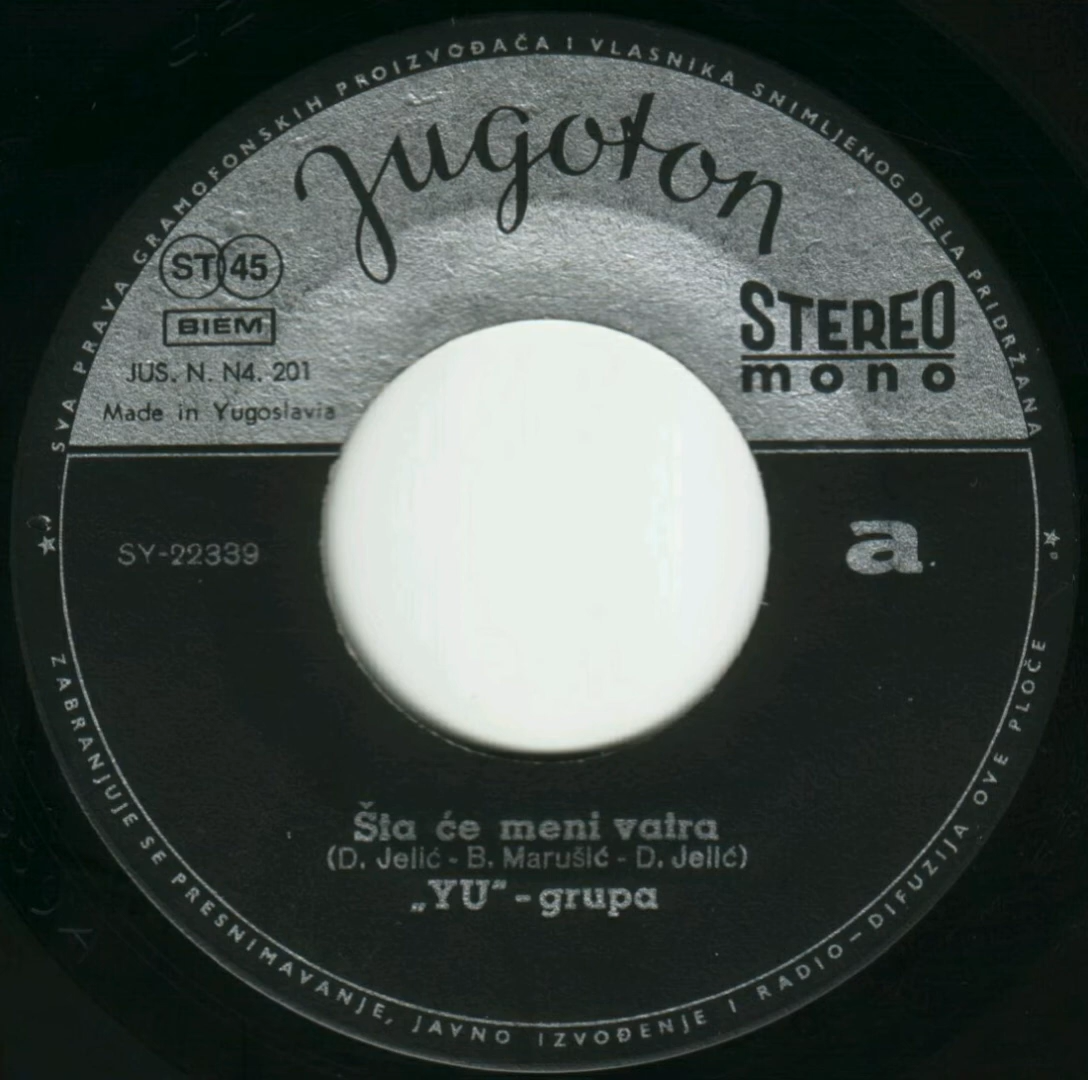 SVA PRAVA GRAMOFONSKIH PROIZVOĐAČA I VLASNIKA SNIMLJENOG DJELA PRIDRŽANA
Jugoton
ST 45
BIEM
STEREO
mono
JUS. N. N4. 201
Made in Yugoslavia
SY-22339
a
Šta će meni vatra
(D. Jelić - B. Marušić - D. Jelić)
„YU" - grupa
ZABRANJUJE SE PRESNIMAVANJE, JAVNO IZVOĐENJE I RADIO-DIFUZIJA OVE PLOČE